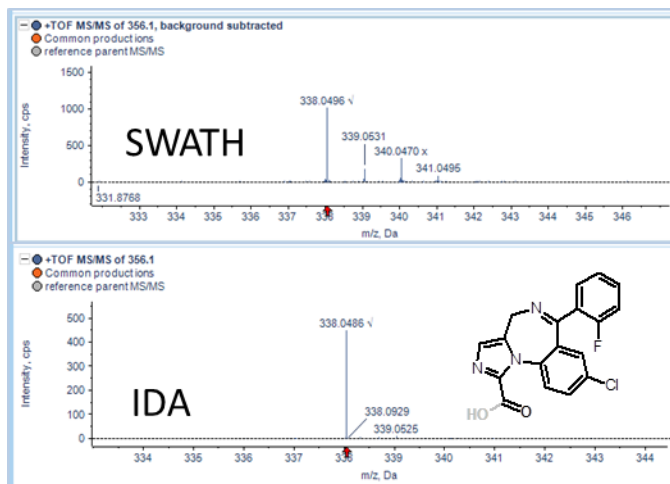 +TOF MS/MS of 356.1, background subtracted
Common productions
reference parent MS/MS
Intensity, cps
1500
1000
500
0
SWATH
338.0496 √
339.0531
340.0470 x
341.0495
331.8768
333 334 335 336 337 338 339 340 341 342 343 344 345 346
m/z, Da
+TOF MS/MS of 356.1
Common productions
reference parent MS/MS
Intensity, cps
500
400
300
200
100
0
IDA
338.0486 √
338.0929
339.0525
N
N
N
F
Cl
HO
O
334 335 336 337 338 339 340 341 342 343 344
m/z, Da